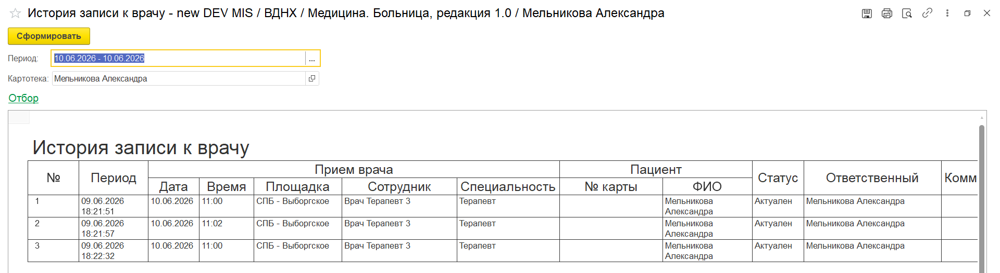 История записи к врачу - new DEV MIS / ВДНХ / Медицина. Больница, редакция 1.0 / Мельникова Александра
Сформировать
Период: 10.06.2026 - 10.06.2026 ...
Картотека: Мельникова Александра
Отбор
История записи к врачу
№ Период Прием врача Пациент Статус Ответственный Комм
Дата Время Площадка Сотрудник Специальность № карты ФИО
1 09.06.2026 10.06.2026 11:00 СПБ - Выборгское Врач Терапевт 3 Терапевт Мельникова Актуален Мельникова Александра
18:21:51 Александра
2 09.06.2026 10.06.2026 11:02 СПБ - Выборгское Врач Терапевт 3 Терапевт Мельникова Актуален Мельникова Александра
18:21:57 Александра
3 09.06.2026 10.06.2026 11:00 СПБ - Выборгское Врач Терапевт 3 Терапевт Мельникова Актуален Мельникова Александра
18:22:32 Александра